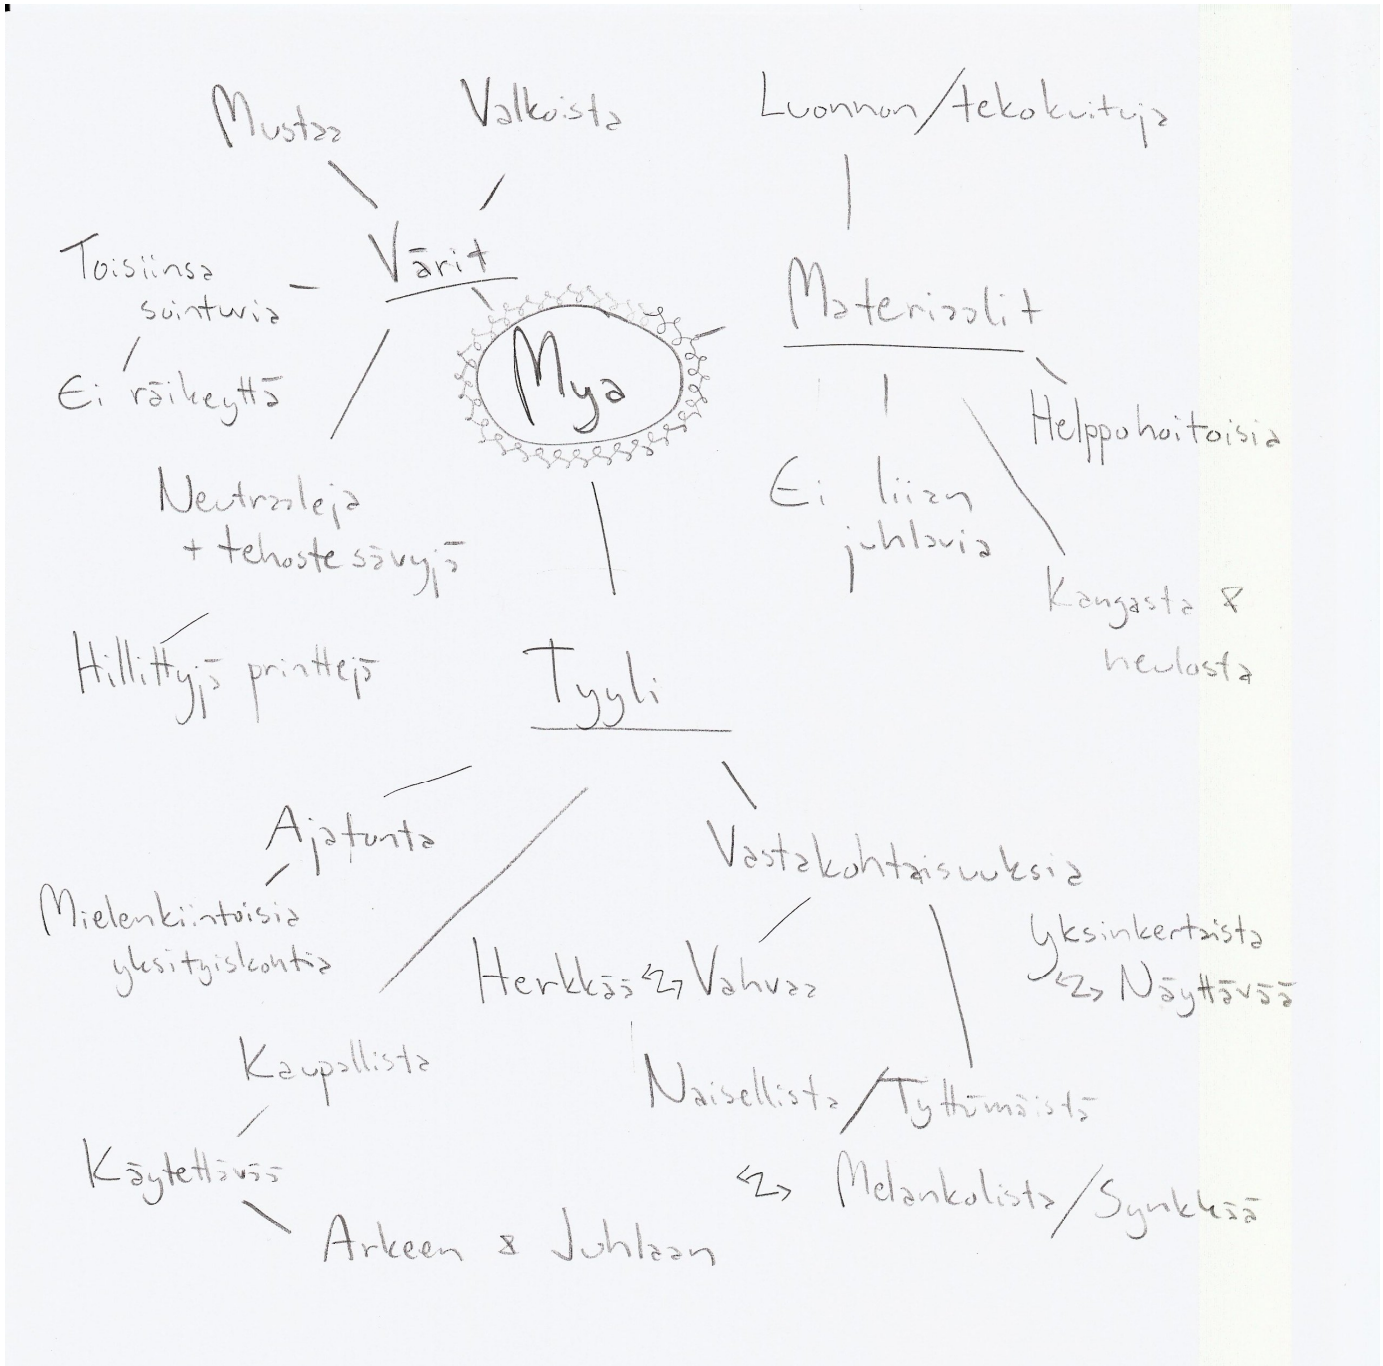 Mustaa
Valkoista
Luonnon/tekokuituja
Värit
Toisiinsa
sointuvia
Materiaalit
Ei räikeyttä
Mya
Helppohoitoisia
Neutraaleja
+ tehostesävyjä
Ei liian
juhlavia
Kangasta &
neulosta
Hillittyjä printtejä
Tyyli
Ajatonta
Vastakohtaisuuksia
Mielenkiintoisia
yksityiskohtia
Herkkää <-> Vahvaa
Yksinkertaista
<-> Näyttävää
Kaupallista
Naisellista/Tyttömäistä
<-> Melankolista/Synkkää
Käytettävää
Arkeen & Juhlaan